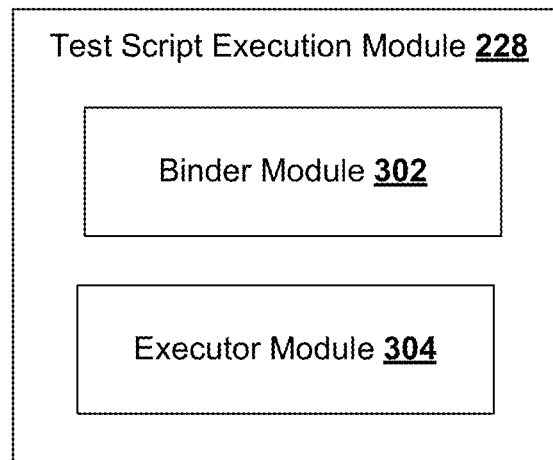 Test Script Execution Module 228
Binder Module 302
Executor Module 304